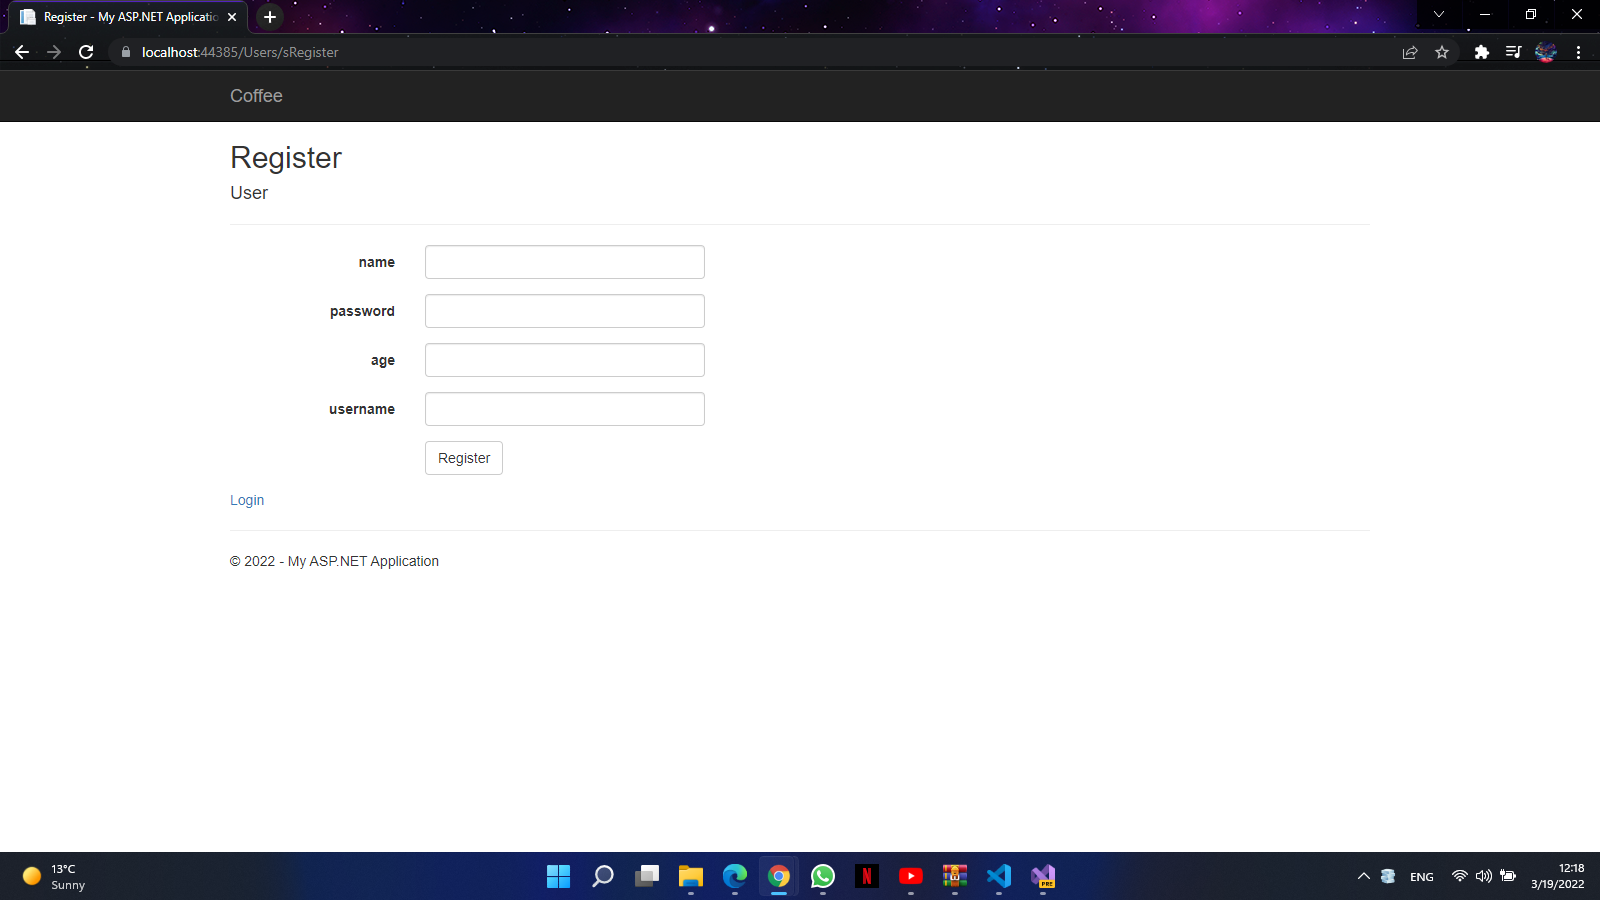 Register - My ASP.NET Applicatio
localhost:44385/Users/sRegister
Coffee
Register
User
name
password
age
username
Register
Login
© 2022 - My ASP.NET Application
13°C
Sunny
N
PRE
ENG
12:18
3/19/2022